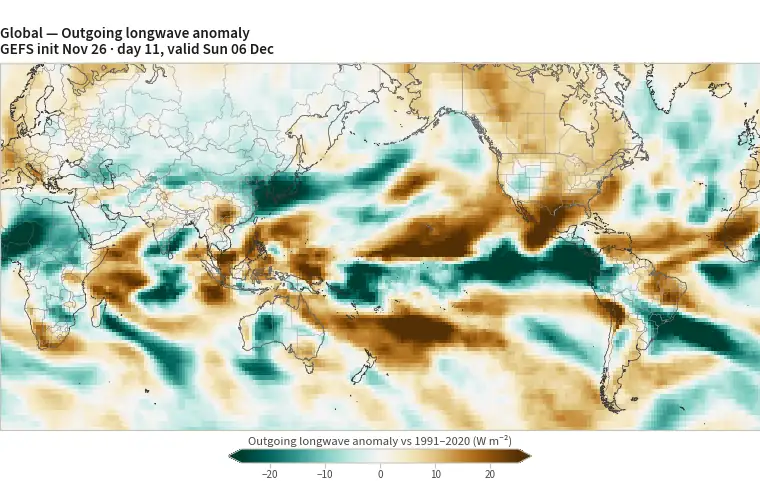 Global — Outgoing longwave anomaly
GEFS init Nov 26 · day 11, valid Sun 06 Dec
Outgoing longwave anomaly vs 1991–2020 (W m⁻²)
−20 −10 0 10 20